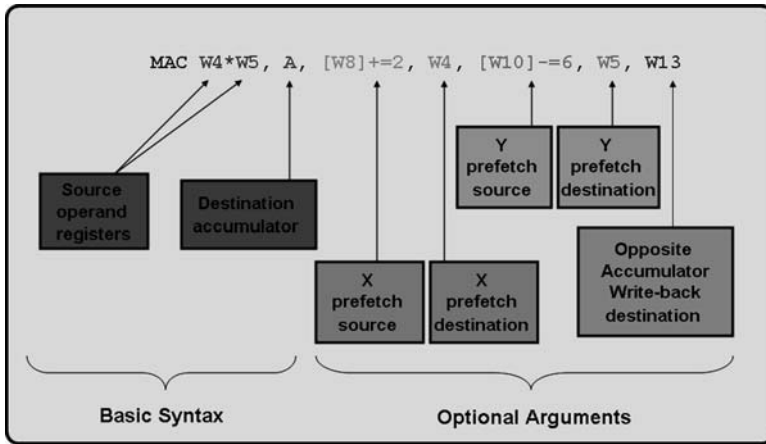 MAC W4*W5, A, [W8]+=2, W4, [W10]-=6, W5, W13
Y
prefetch
source
Y
prefetch
destination
Source
operand
registers
Destination
accumulator
X
prefetch
source
X
prefetch
destination
Opposite
Accumulator
Write-back
destination
Basic Syntax
Optional Arguments